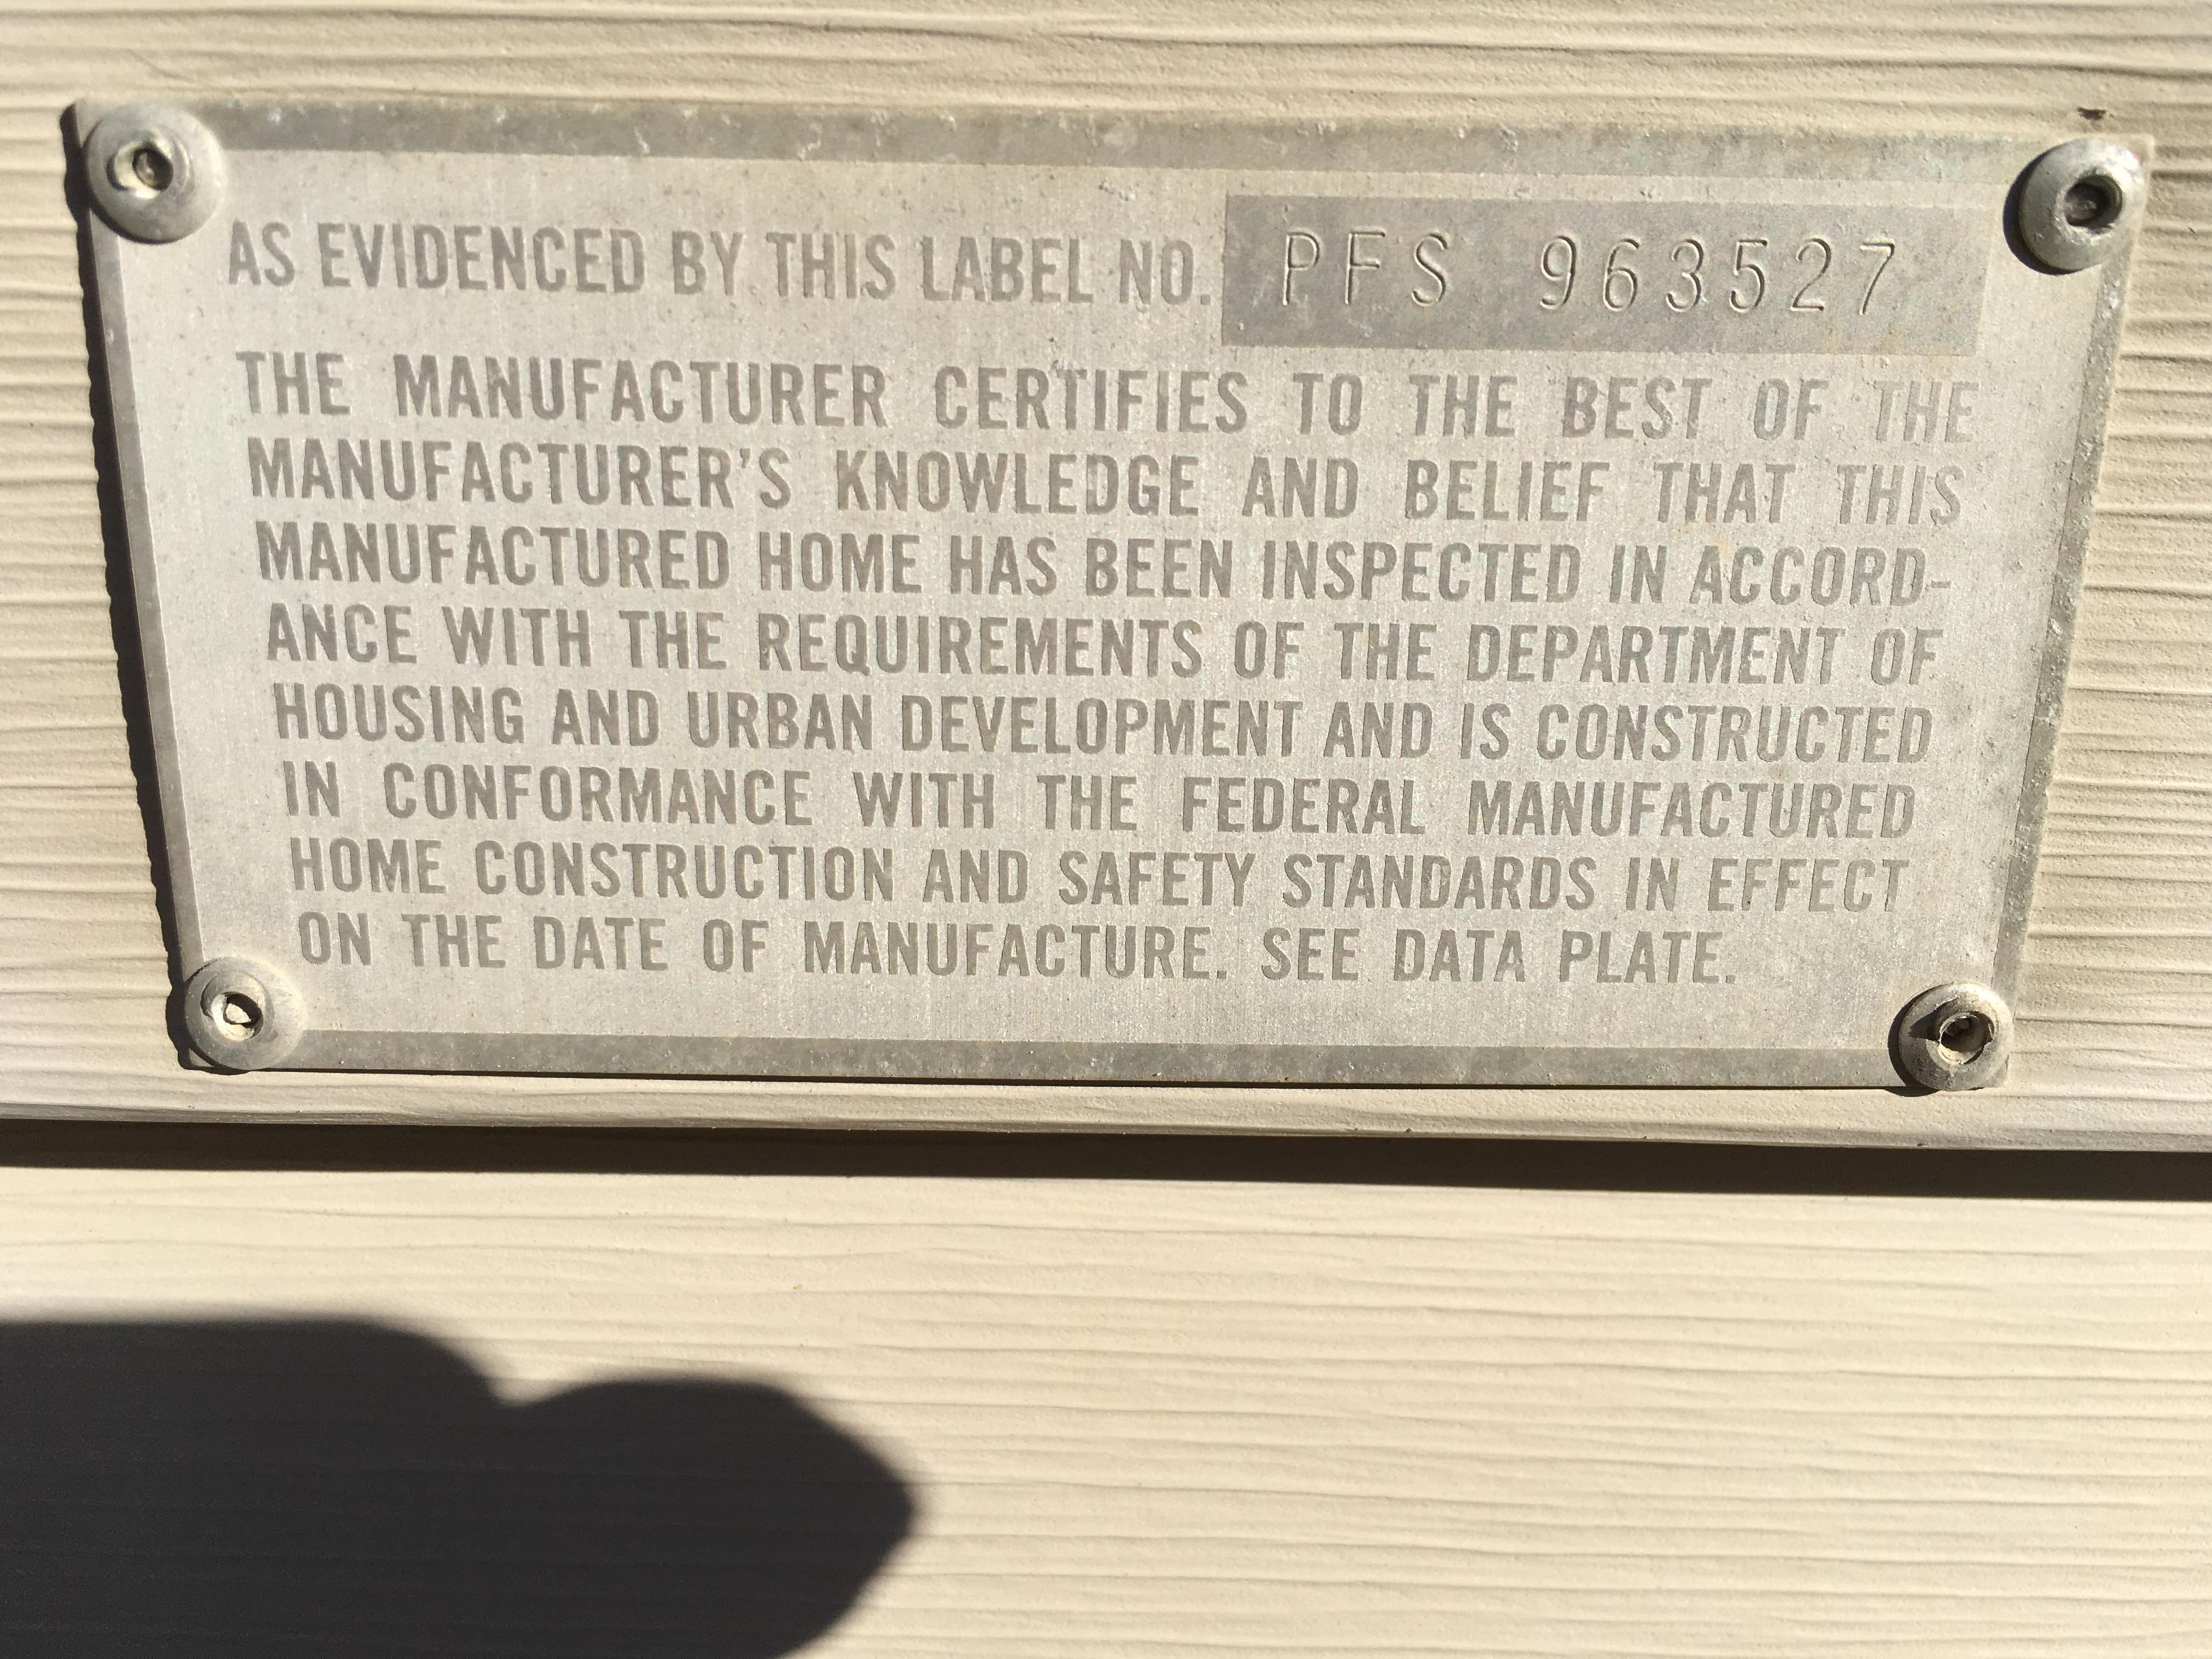 AS EVIDENCED BY THIS LABEL NO. PFS 963527
THE MANUFACTURER CERTIFIES TO THE BEST OF THE
MANUFACTURER'S KNOWLEDGE AND BELIEF THAT THIS
MANUFACTURED HOME HAS BEEN INSPECTED IN ACCORD-
ANCE WITH THE REQUIREMENTS OF THE DEPARTMENT OF
HOUSING AND URBAN DEVELOPMENT AND IS CONSTRUCTED
IN CONFORMANCE WITH THE FEDERAL MANUFACTURED
HOME CONSTRUCTION AND SAFETY STANDARDS IN EFFECT
ON THE DATE OF MANUFACTURE. SEE DATA PLATE.